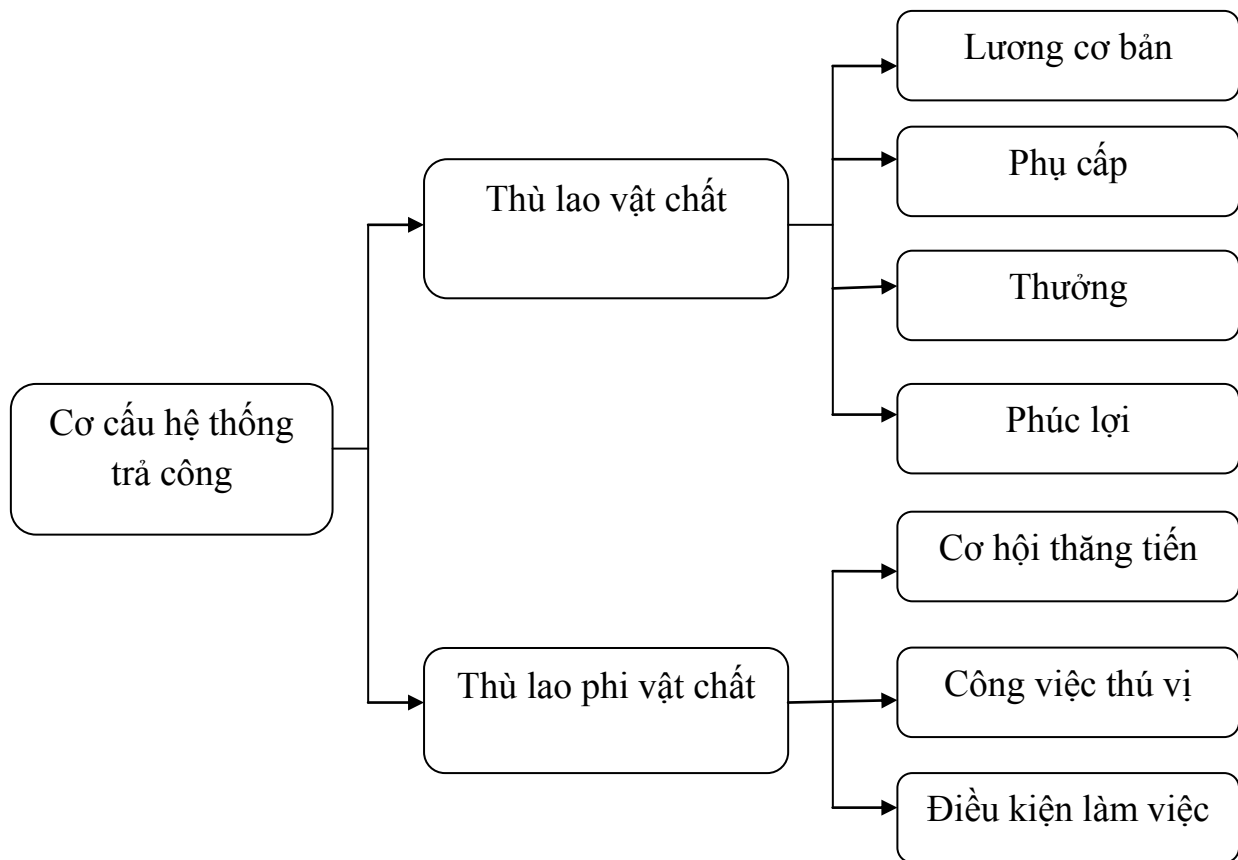 Cơ cấu hệ thống
trả công
Thù lao vật chất
Lương cơ bản
Phụ cấp
Thưởng
Phúc lợi
Thù lao phi vật chất
Cơ hội thăng tiến
Công việc thú vị
Điều kiện làm việc